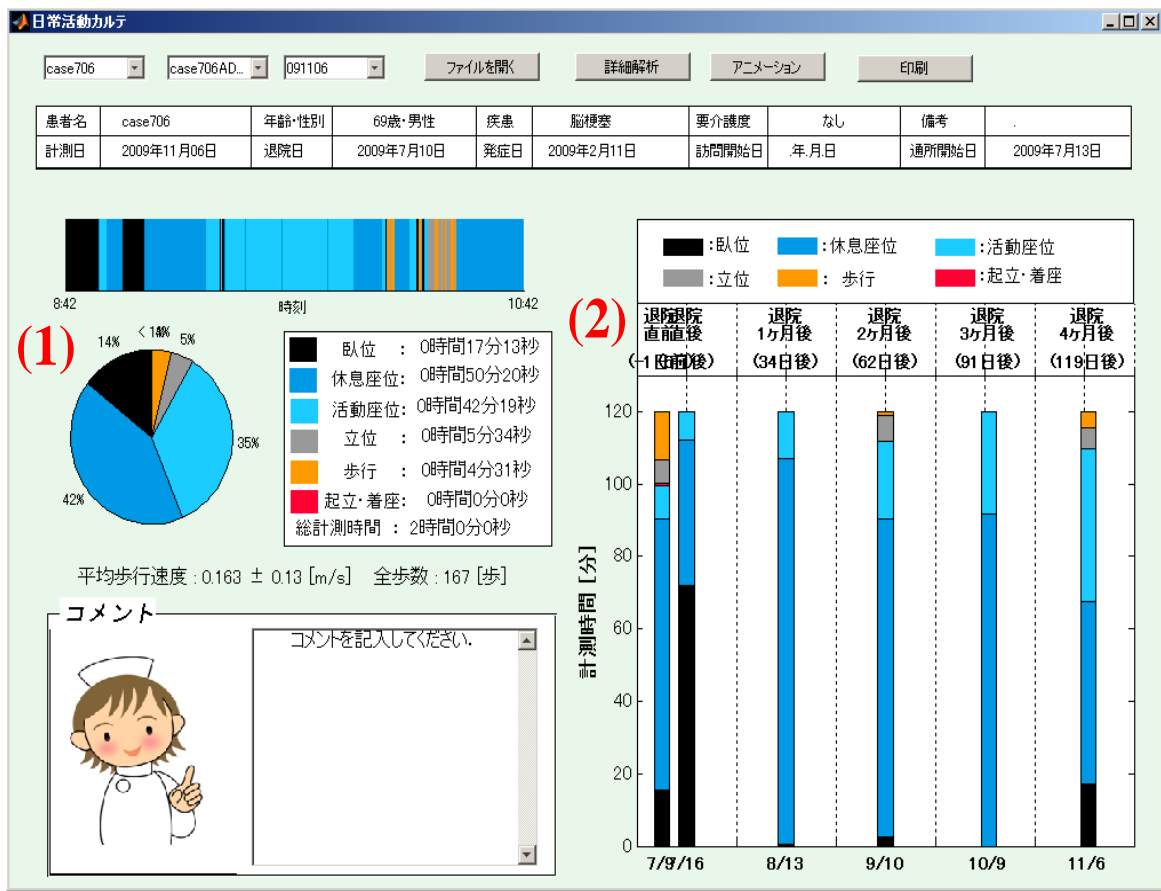 日常活動カルテ
case706 case706AD... 091106 ファイルを開く 詳細解析 アニメーション 印刷
患者名 case706 年齢・性別 69歳・男性 疾患 脳梗塞 要介護度 なし 備考 .
計測日 2009年11月06日 退院日 2009年7月10日 発症日 2009年2月11日 訪問開始日 .年.月.日 通所開始日 2009年7月13日
8:42 時刻 10:42
(1)
14% 5%
35%
42%
臥位 : 0時間17分13秒
休息座位: 0時間50分20秒
活動座位: 0時間42分19秒
立位 : 0時間5分34秒
歩行 : 0時間4分31秒
起立・着座: 0時間0分0秒
総計測時間 : 2時間0分0秒
平均歩行速度 : 0.163 ± 0.13 [m/s] 全歩数 : 167 [歩]
コメント
コメントを記入してください.
(2)
:臥位 :休息座位 :活動座位
:立位 : 歩行 :起立・着座
退院 退院 退院 退院 退院 退院
直前 直後 1ヶ月後 2ヶ月後 3ヶ月後 4ヶ月後
(34日後) (62日後) (91日後) (119日後)
計測時間 [分]
120
100
80
60
40
20
0
7/9 7/16 8/13 9/10 10/9 11/6